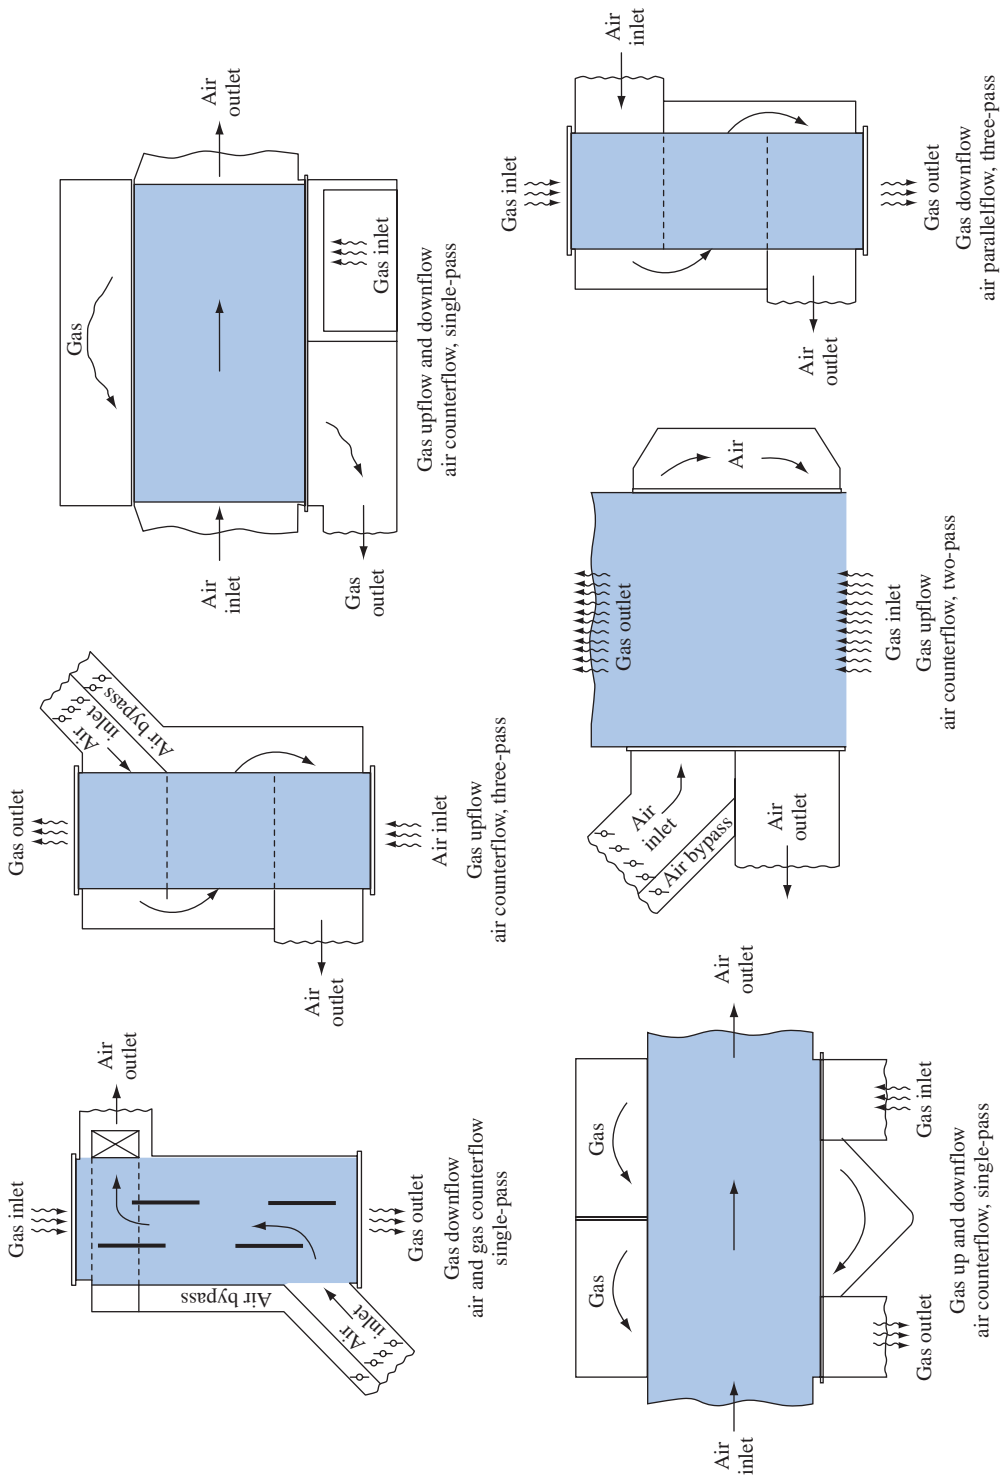 Gas inlet
Air
outlet
Air bypass
Air
inlet
Gas outlet
Gas downflow
air and gas counterflow
single-pass
Gas outlet
Air
inlet
Air bypass
Air
outlet
Air inlet
Gas upflow
air counterflow, three-pass
Gas
Air
inlet
Air
outlet
Gas
outlet
Gas inlet
Gas upflow and downflow
air counterflow, single-pass
Gas
Gas
Air
inlet
Air
outlet
Gas outlet
Gas inlet
Gas up and downflow
air counterflow, single-pass
Gas outlet
Air
inlet
Air bypass
Air
Air
outlet
Gas inlet
Gas upflow
air counterflow, two-pass
Gas inlet
Air
inlet
Air
outlet
Gas outlet
Gas downflow
air parallelflow, three-pass